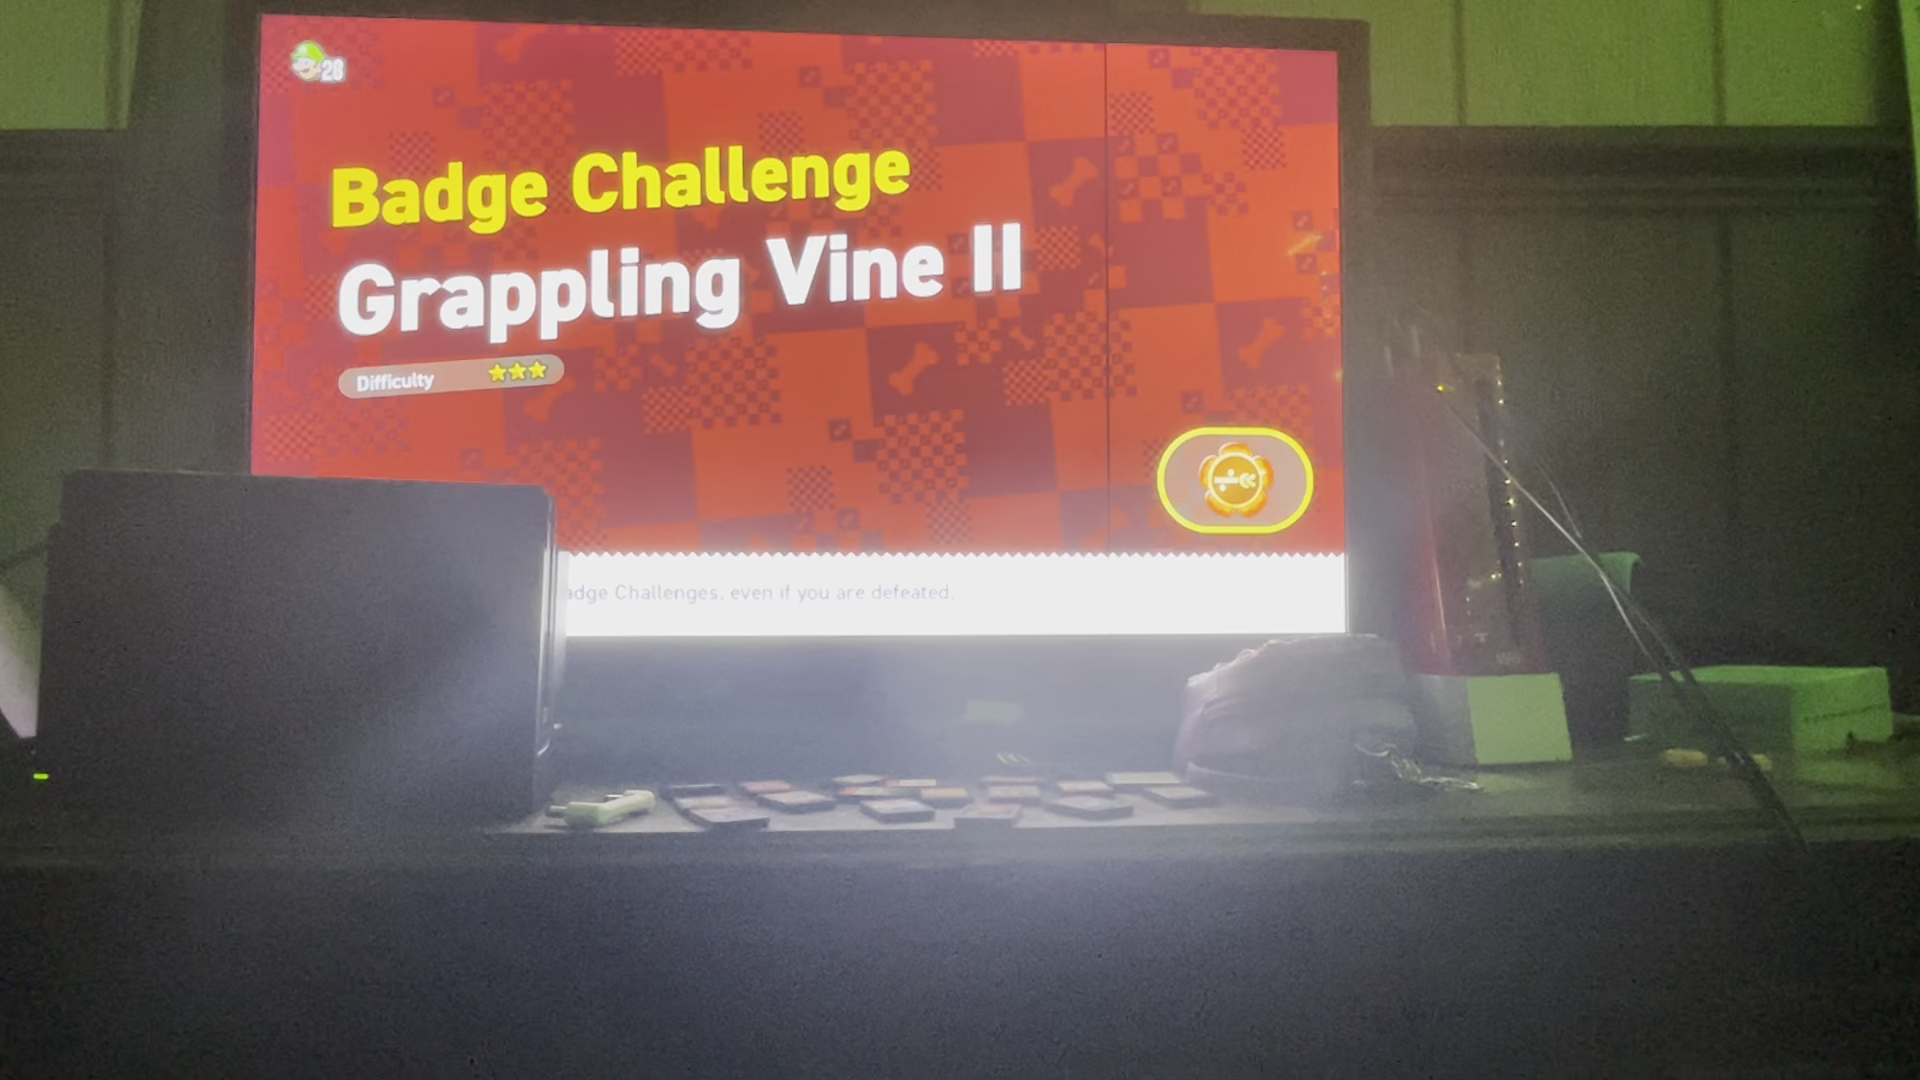 28
Badge Challenge
Grappling Vine II
Difficulty
adge Challenges, even if you are defeated.